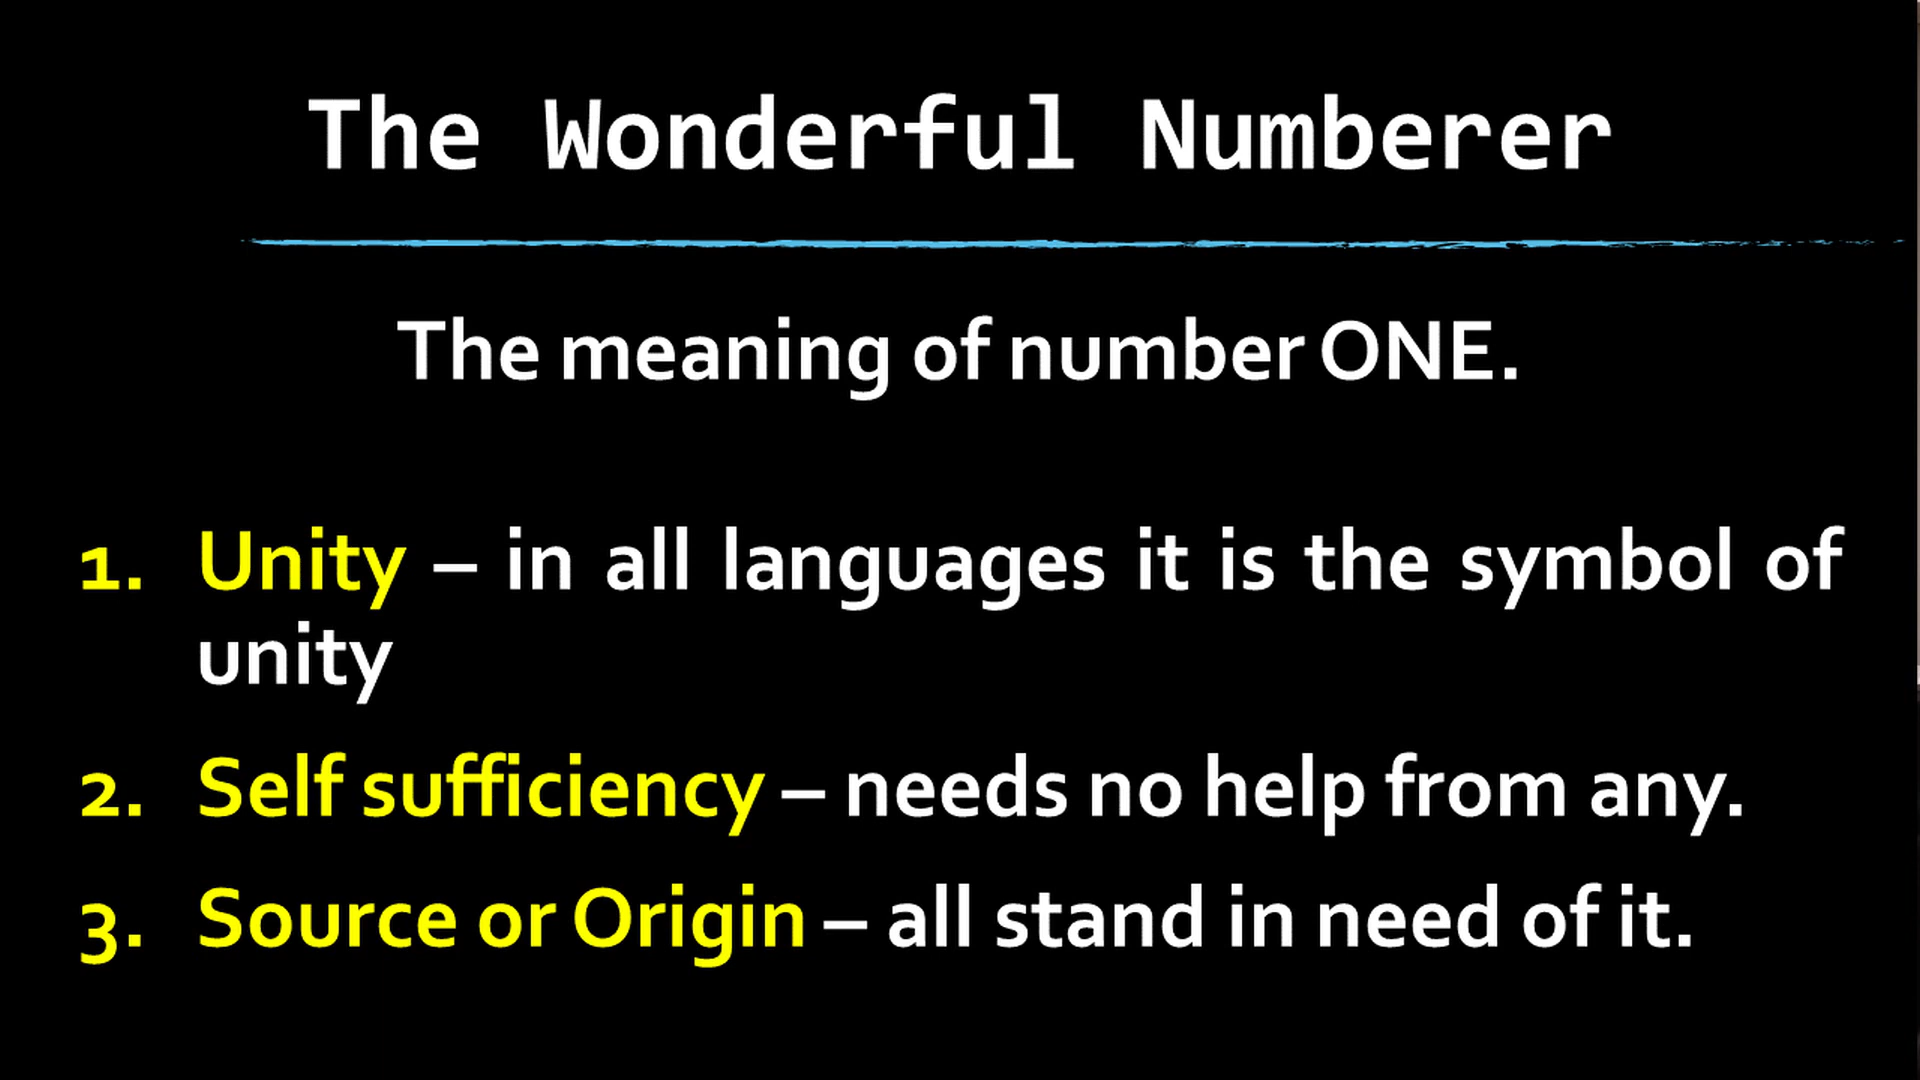 The Wonderful Numberer
The meaning of number ONE.
1. Unity – in all languages it is the symbol of
unity
2. Self sufficiency – needs no help from any.
3. Source or Origin – all stand in need of it.